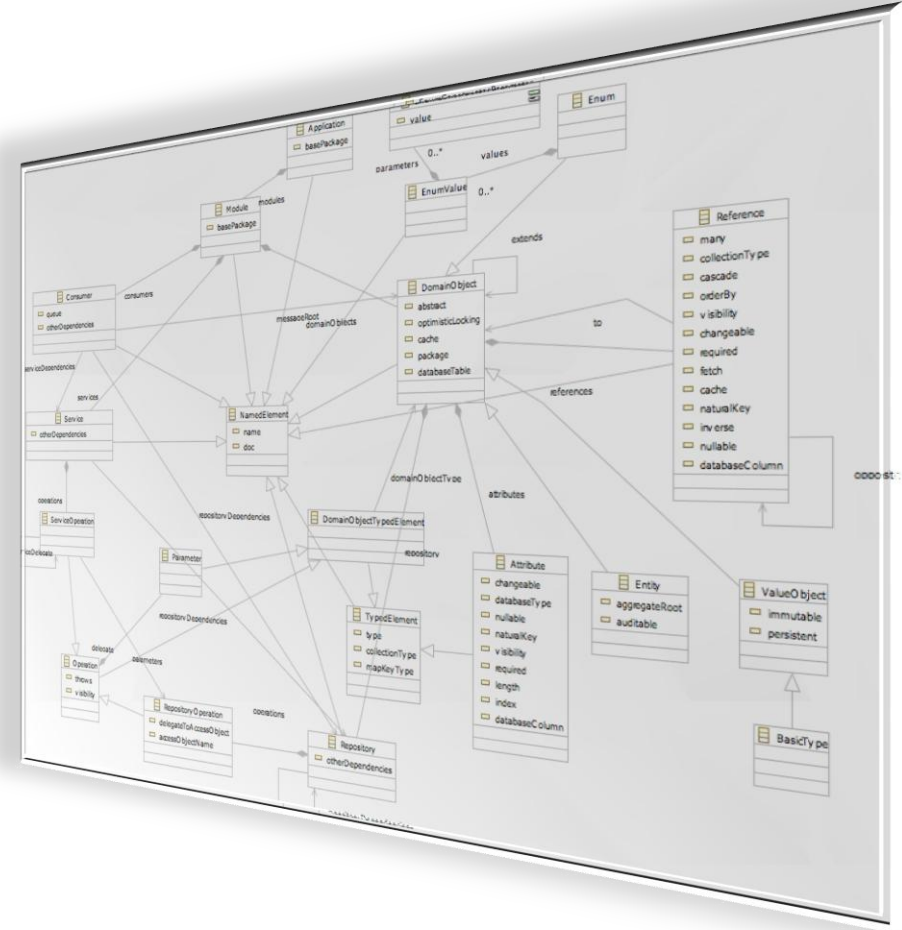 value
Enum
Application
basePackage
parameters
0..*
values
EnumValue
0..*
Module
basePackage
modules
extends
Reference
many
collectionType
cascade
orderBy
visibility
changeable
required
fetch
cache
naturalKey
inverse
nullable
databaseColumn
DomainObject
abstract
optimisticLocking
cache
package
databaseTable
Consumer
queue
otherDependencies
consumers
messageRoot
domainObjects
to
references
services
Service
otherDependencies
NamedElement
name
doc
domainObjectType
attributes
operations
ServiceOperation
repositoryDependencies
DomainObjectTypedElement
repository
Parameter
Attribute
changeable
databaseType
nullable
naturalKey
visibility
required
length
index
databaseColumn
Entity
aggregateRoot
auditable
ValueObject
immutable
persistent
TypedElement
type
collectionType
mapKeyType
repositoryDependencies
delegate
parameters
Operation
throws
visibility
RepositoryOperation
delegateToAccessObject
accessObjectName
operations
Repository
otherDependencies
BasicType